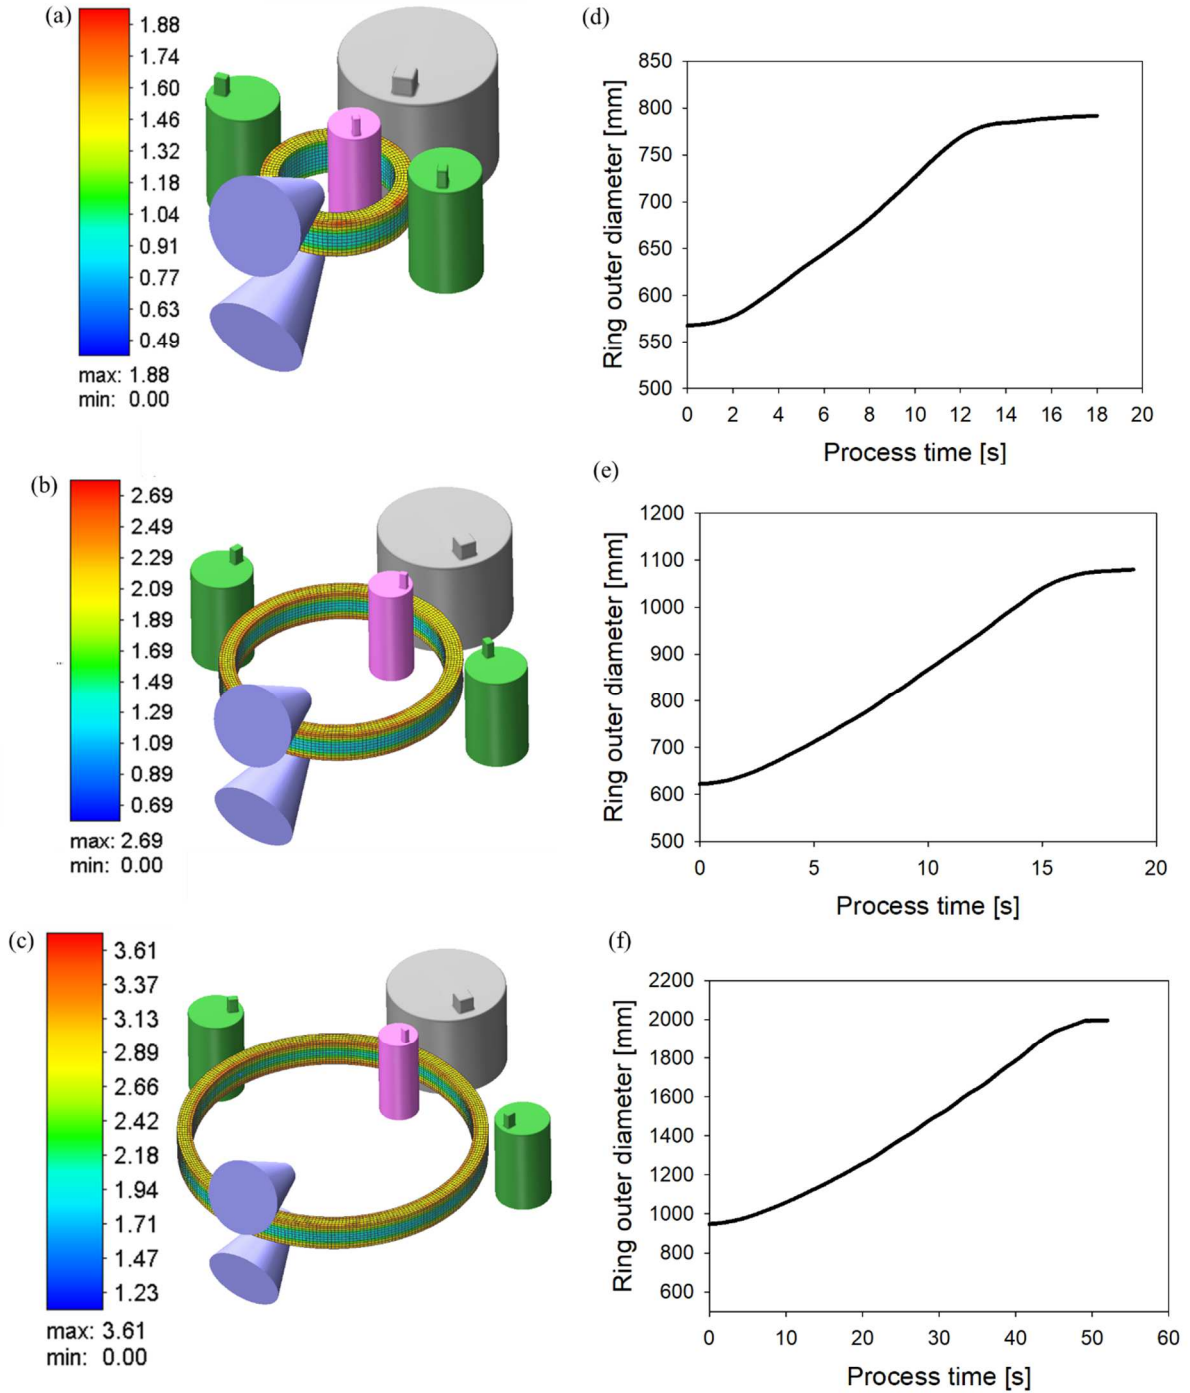 (a)
1.88
1.74
1.60
1.46
1.32
1.18
1.04
0.91
0.77
0.63
0.49
max: 1.88
min: 0.00
(d)
Ring outer diameter [mm]
850
800
750
700
650
600
550
500
0 2 4 6 8 10 12 14 16 18 20
Process time [s]
(b)
2.69
2.49
2.29
2.09
1.89
1.69
1.49
1.29
1.09
0.89
0.69
max: 2.69
min: 0.00
(e)
Ring outer diameter [mm]
1200
1100
1000
900
800
700
600
500
0 5 10 15 20
Process time [s]
(c)
3.61
3.37
3.13
2.89
2.66
2.42
2.18
1.94
1.71
1.47
1.23
max: 3.61
min: 0.00
(f)
Ring outer diameter [mm]
2200
2000
1800
1600
1400
1200
1000
800
600
0 10 20 30 40 50 60
Process time [s]